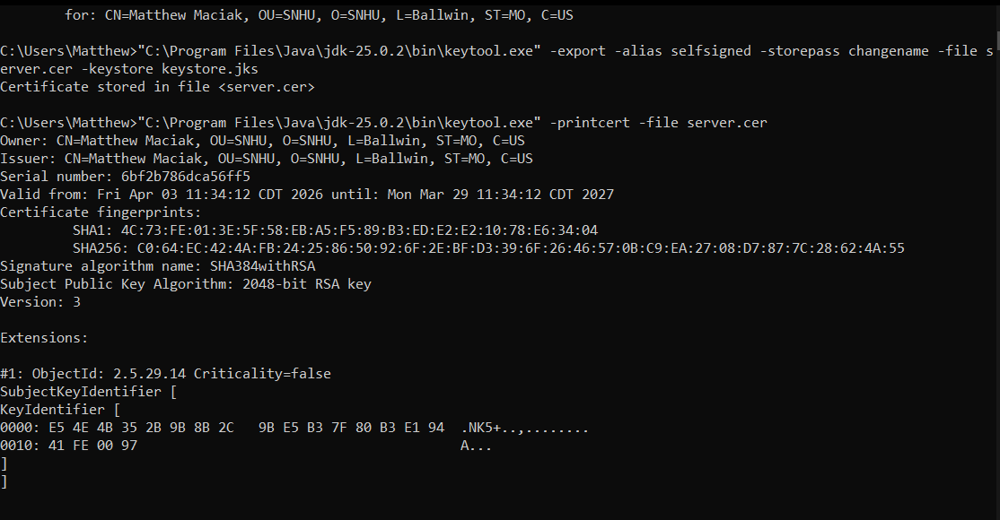 for: CN=Matthew Maciak, OU=SNHU, O=SNHU, L=Ballwin, ST=MO, C=US
C:\Users\Matthew>"C:\Program Files\Java\jdk-25.0.2\bin\keytool.exe" -export -alias selfsigned -storepass changename -file s
erver.cer -keystore keystore.jks
Certificate stored in file <server.cer>
C:\Users\Matthew>"C:\Program Files\Java\jdk-25.0.2\bin\keytool.exe" -printcert -file server.cer
Owner: CN=Matthew Maciak, OU=SNHU, O=SNHU, L=Ballwin, ST=MO, C=US
Issuer: CN=Matthew Maciak, OU=SNHU, O=SNHU, L=Ballwin, ST=MO, C=US
Serial number: 6bf2b786dca56ff5
Valid from: Fri Apr 03 11:34:12 CDT 2026 until: Mon Mar 29 11:34:12 CDT 2027
Certificate fingerprints:
SHA1: 4C:73:FE:01:3E:5F:58:EB:A5:F5:89:B3:ED:E2:E2:10:78:E6:34:04
SHA256: C0:64:EC:42:4A:FB:24:25:86:50:92:6F:2E:BF:D3:39:6F:26:46:57:0B:C9:EA:27:08:D7:87:7C:28:62:4A:55
Signature algorithm name: SHA384withRSA
Subject Public Key Algorithm: 2048-bit RSA key
Version: 3
Extensions:
#1: ObjectId: 2.5.29.14 Criticality=false
SubjectKeyIdentifier [
KeyIdentifier [
0000: E5 4E 4B 35 2B 9B 8B 2C   9B E5 B3 7F 80 B3 E1 94  .NK5+..,........
0010: 41 FE 00 97                                        A...
]
]